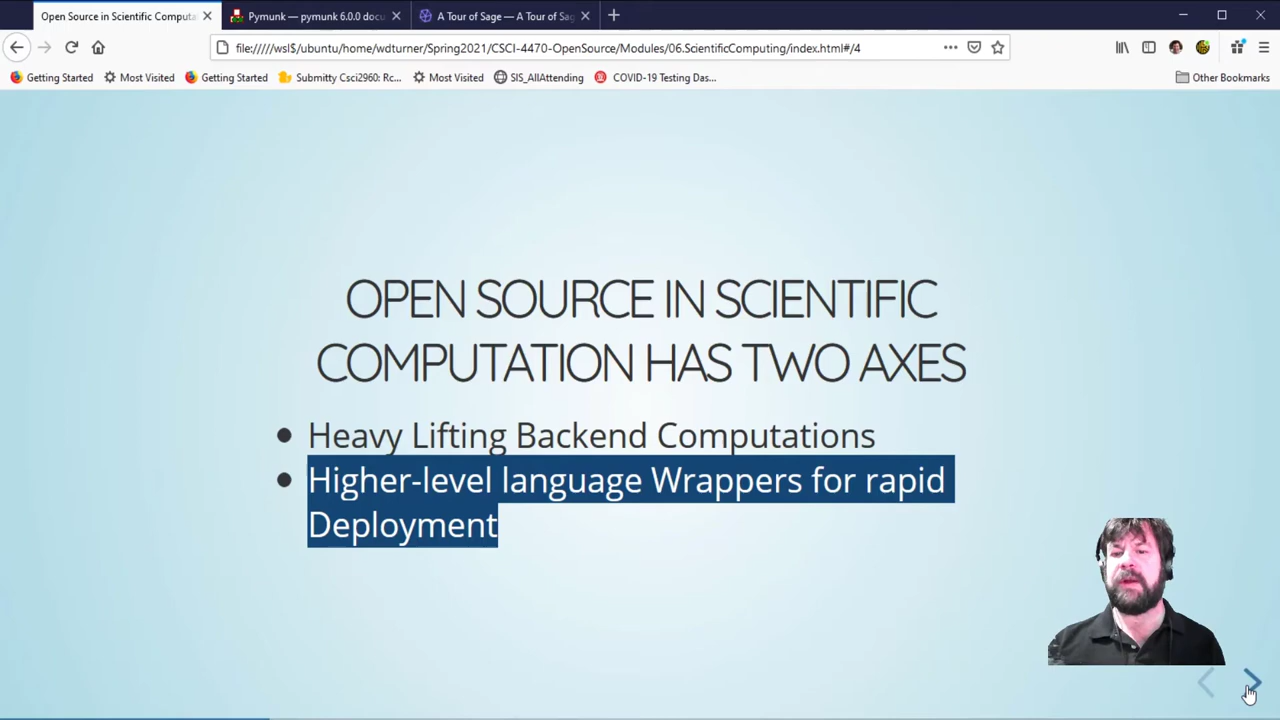 Open Source in Scientific Computa
Pymunk — pymunk 6.0.0 docu
A Tour of Sage — A Tour of Sag
file://///wsl$/ubuntu/home/wdturner/Spring2021/CSCI-4470-OpenSource/Modules/06.ScientificComputing/index.html#/4
Getting Started
Most Visited
Getting Started
Submitty Csci2960: Rc...
Most Visited
SIS_AllAttending
COVID-19 Testing Das...
Other Bookmarks
OPEN SOURCE IN SCIENTIFIC
COMPUTATION HAS TWO AXES
• Heavy Lifting Backend Computations
• Higher-level language Wrappers for rapid
Deployment